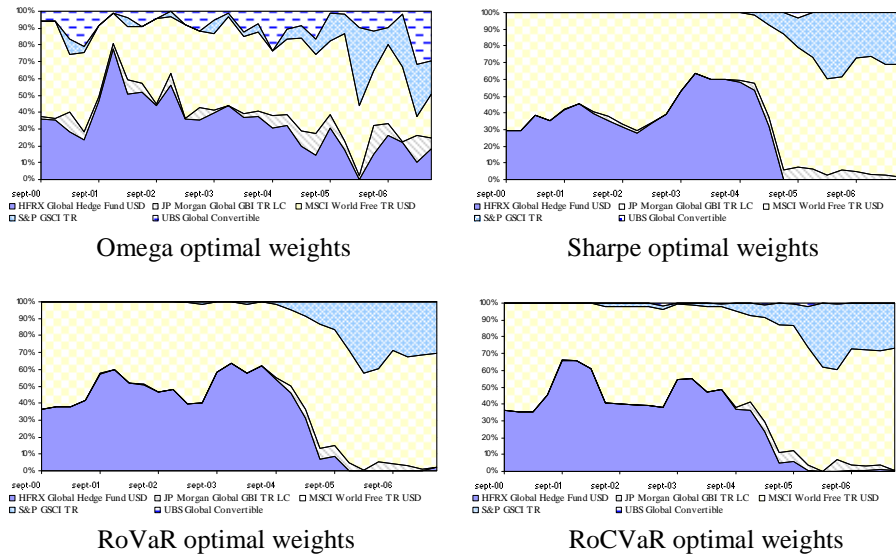 100%
90%
80%
70%
60%
50%
40%
30%
20%
10%
0%
sept-00 sept-01 sept-02 sept-03 sept-04 sept-05 sept-06
HFRX Global Hedge Fund USD JP Morgan Global GBI TR LC MSCI World Free TR USD
S&P GSCI TR UBS Global Convertible
Omega optimal weights
100%
90%
80%
70%
60%
50%
40%
30%
20%
10%
0%
sept-00 sept-01 sept-02 sept-03 sept-04 sept-05 sept-06
HFRX Global Hedge Fund USD JP Morgan Global GBI TR LC MSCI World Free TR USD
S&P GSCI TR UBS Global Convertible
Sharpe optimal weights
100%
90%
80%
70%
60%
50%
40%
30%
20%
10%
0%
sept-00 sept-01 sept-02 sept-03 sept-04 sept-05 sept-06
HFRX Global Hedge Fund USD JP Morgan Global GBI TR LC MSCI World Free TR USD
S&P GSCI TR UBS Global Convertible
RoVaR optimal weights
100%
90%
80%
70%
60%
50%
40%
30%
20%
10%
0%
sept-00 sept-01 sept-02 sept-03 sept-04 sept-05 sept-06
HFRX Global Hedge Fund USD JP Morgan Global GBI TR LC MSCI World Free TR USD
S&P GSCI TR UBS Global Convertible
RoCVaR optimal weights